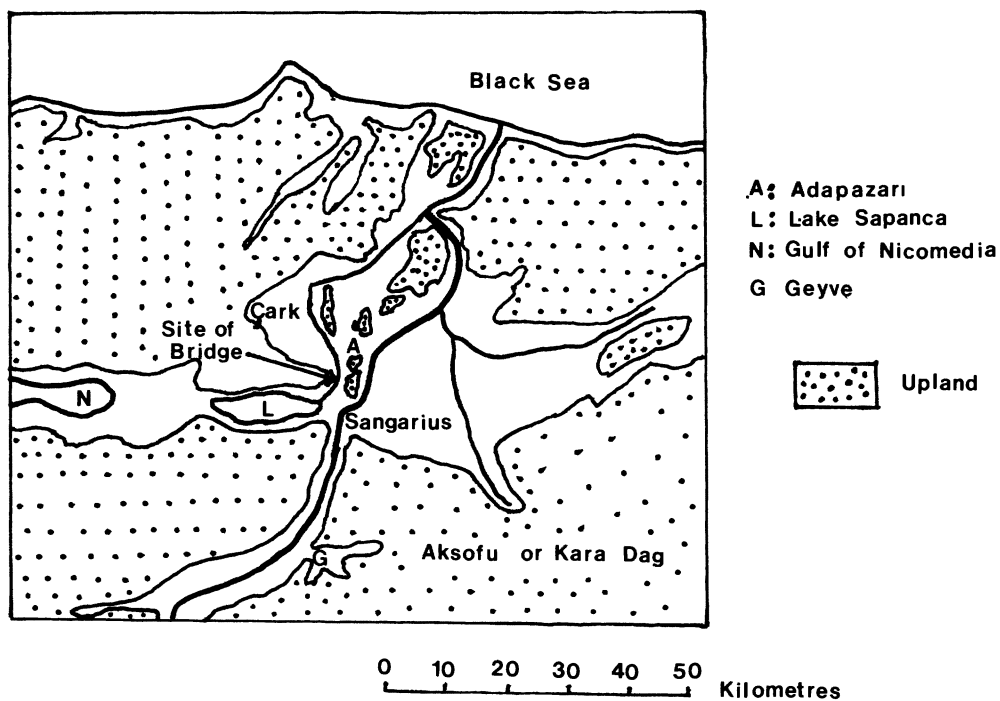 Black Sea
A: Adapazarı
L: Lake Sapanca
N: Gulf of Nicomedia
G Geyve
Cark
Site of
Bridge
A
N
L
Sangarius
Upland
G
Aksofu or Kara Dag
0 10 20 30 40 50
Kilometres